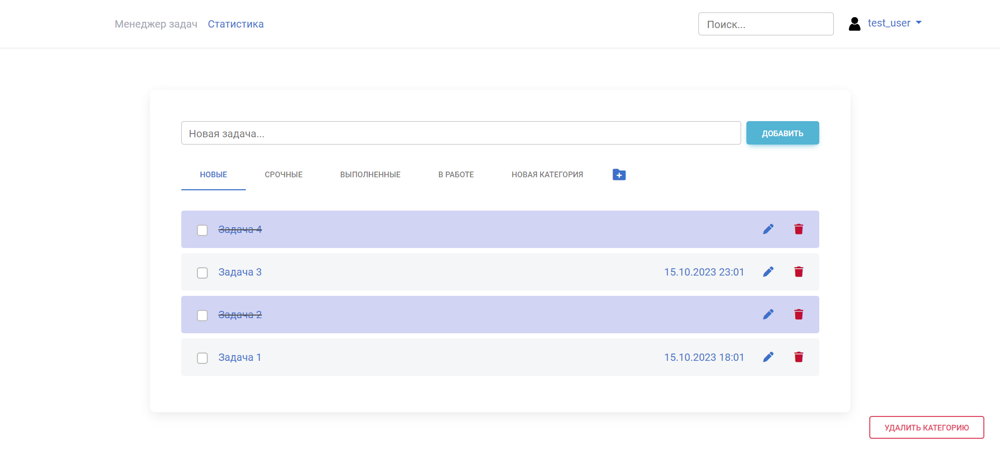 Менеджер задач Статистика Поиск... test_user
Новая задача... ДОБАВИТЬ
НОВЫЕ СРОЧНЫЕ ВЫПОЛНЕННЫЕ В РАБОТЕ НОВАЯ КАТЕГОРИЯ
Задача 4
Задача 3 15.10.2023 23:01
Задача 2
Задача 1 15.10.2023 18:01
УДАЛИТЬ КАТЕГОРИЮ